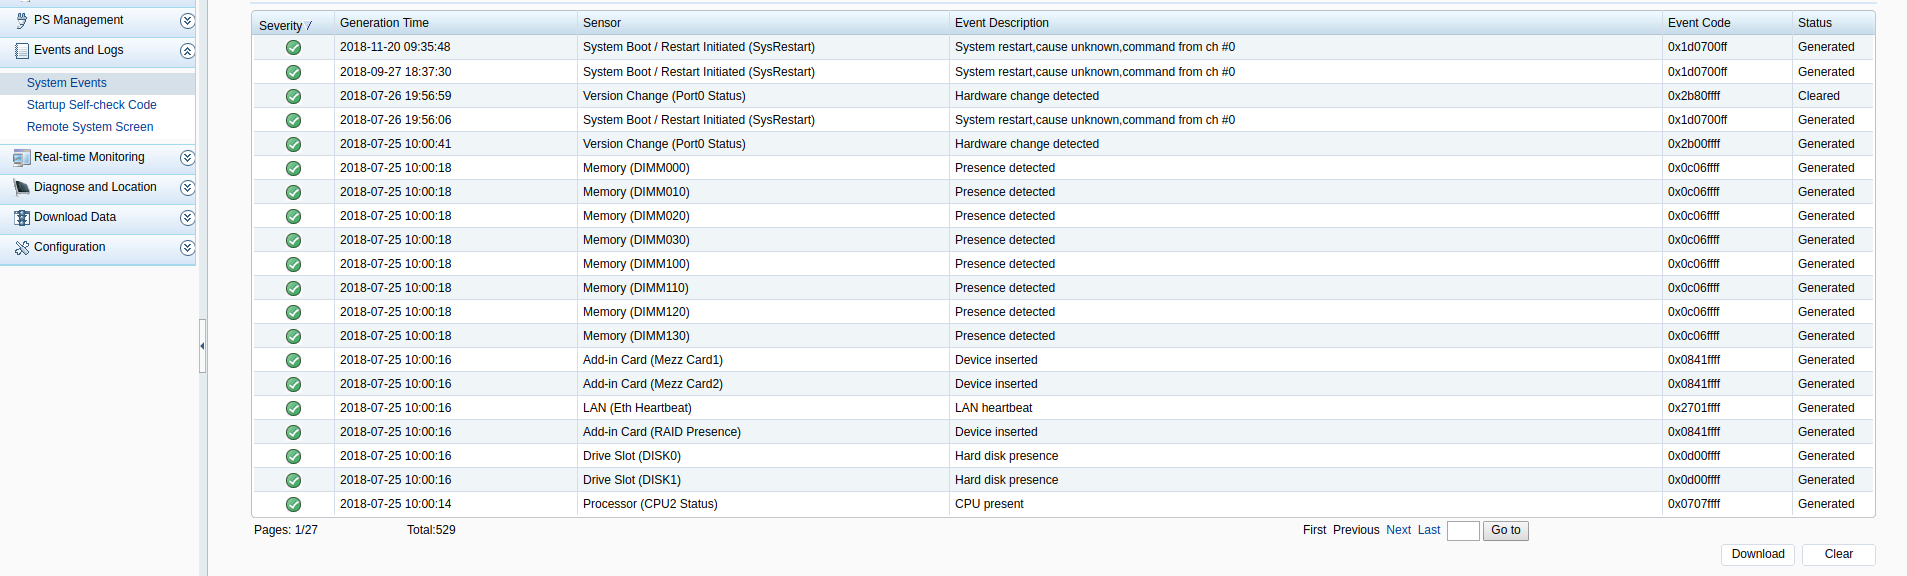 PS Management
Events and Logs
System Events
Startup Self-check Code
Remote System Screen
Real-time Monitoring
Diagnose and Location
Download Data
Configuration
Severity Generation Time Sensor Event Description Event Code Status
2018-11-20 09:35:48 System Boot / Restart Initiated (SysRestart) System restart,cause unknown,command from ch #0 0x1d0700ff Generated
2018-09-27 18:37:30 System Boot / Restart Initiated (SysRestart) System restart,cause unknown,command from ch #0 0x1d0700ff Generated
2018-07-26 19:56:59 Version Change (Port0 Status) Hardware change detected 0x2b80ffff Cleared
2018-07-26 19:56:06 System Boot / Restart Initiated (SysRestart) System restart,cause unknown,command from ch #0 0x1d0700ff Generated
2018-07-25 10:00:41 Version Change (Port0 Status) Hardware change detected 0x2b00ffff Generated
2018-07-25 10:00:18 Memory (DIMM000) Presence detected 0x0c06ffff Generated
2018-07-25 10:00:18 Memory (DIMM010) Presence detected 0x0c06ffff Generated
2018-07-25 10:00:18 Memory (DIMM020) Presence detected 0x0c06ffff Generated
2018-07-25 10:00:18 Memory (DIMM030) Presence detected 0x0c06ffff Generated
2018-07-25 10:00:18 Memory (DIMM100) Presence detected 0x0c06ffff Generated
2018-07-25 10:00:18 Memory (DIMM110) Presence detected 0x0c06ffff Generated
2018-07-25 10:00:18 Memory (DIMM120) Presence detected 0x0c06ffff Generated
2018-07-25 10:00:18 Memory (DIMM130) Presence detected 0x0c06ffff Generated
2018-07-25 10:00:16 Add-in Card (Mezz Card1) Device inserted 0x0841ffff Generated
2018-07-25 10:00:16 Add-in Card (Mezz Card2) Device inserted 0x0841ffff Generated
2018-07-25 10:00:16 LAN (Eth Heartbeat) LAN heartbeat 0x2701ffff Generated
2018-07-25 10:00:16 Add-in Card (RAID Presence) Device inserted 0x0841ffff Generated
2018-07-25 10:00:16 Drive Slot (DISK0) Hard disk presence 0x0d00ffff Generated
2018-07-25 10:00:16 Drive Slot (DISK1) Hard disk presence 0x0d00ffff Generated
2018-07-25 10:00:14 Processor (CPU2 Status) CPU present 0x0707ffff Generated
Pages: 1/27 Total:529 First Previous Next Last Go to
Download Clear